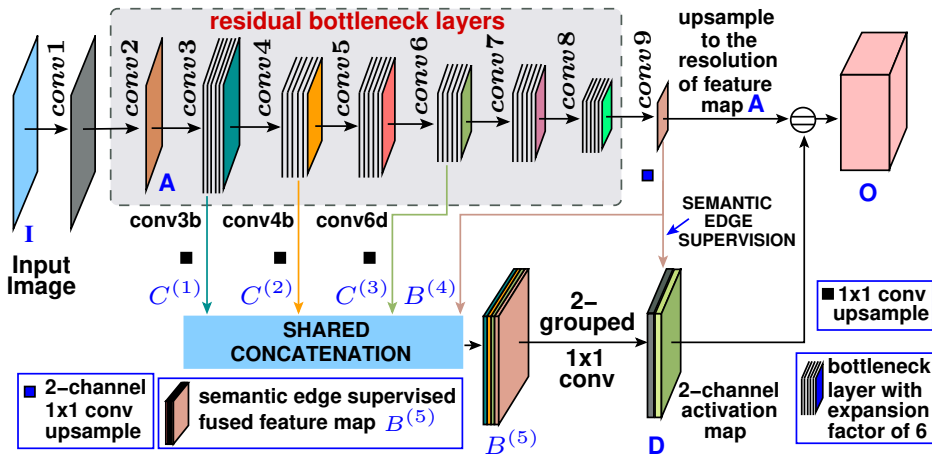 residual bottleneck layers
conv1
conv2
conv3
conv4
conv5
conv6
conv7
conv8
conv9
upsample
to the
resolution
of feature
map A
A
I
Input
Image
O
conv3b
conv4b
conv6d
SEMANTIC
EDGE
SUPERVISION
C^(1)
C^(2)
C^(3)
B^(4)
SHARED
CONCATENATION
2-
grouped
1x1
conv
1x1 conv
upsample
2-channel
1x1 conv
upsample
semantic edge supervised
fused feature map B^(5)
B^(5)
D
2-channel
activation
map
bottleneck
layer with
expansion
factor of 6